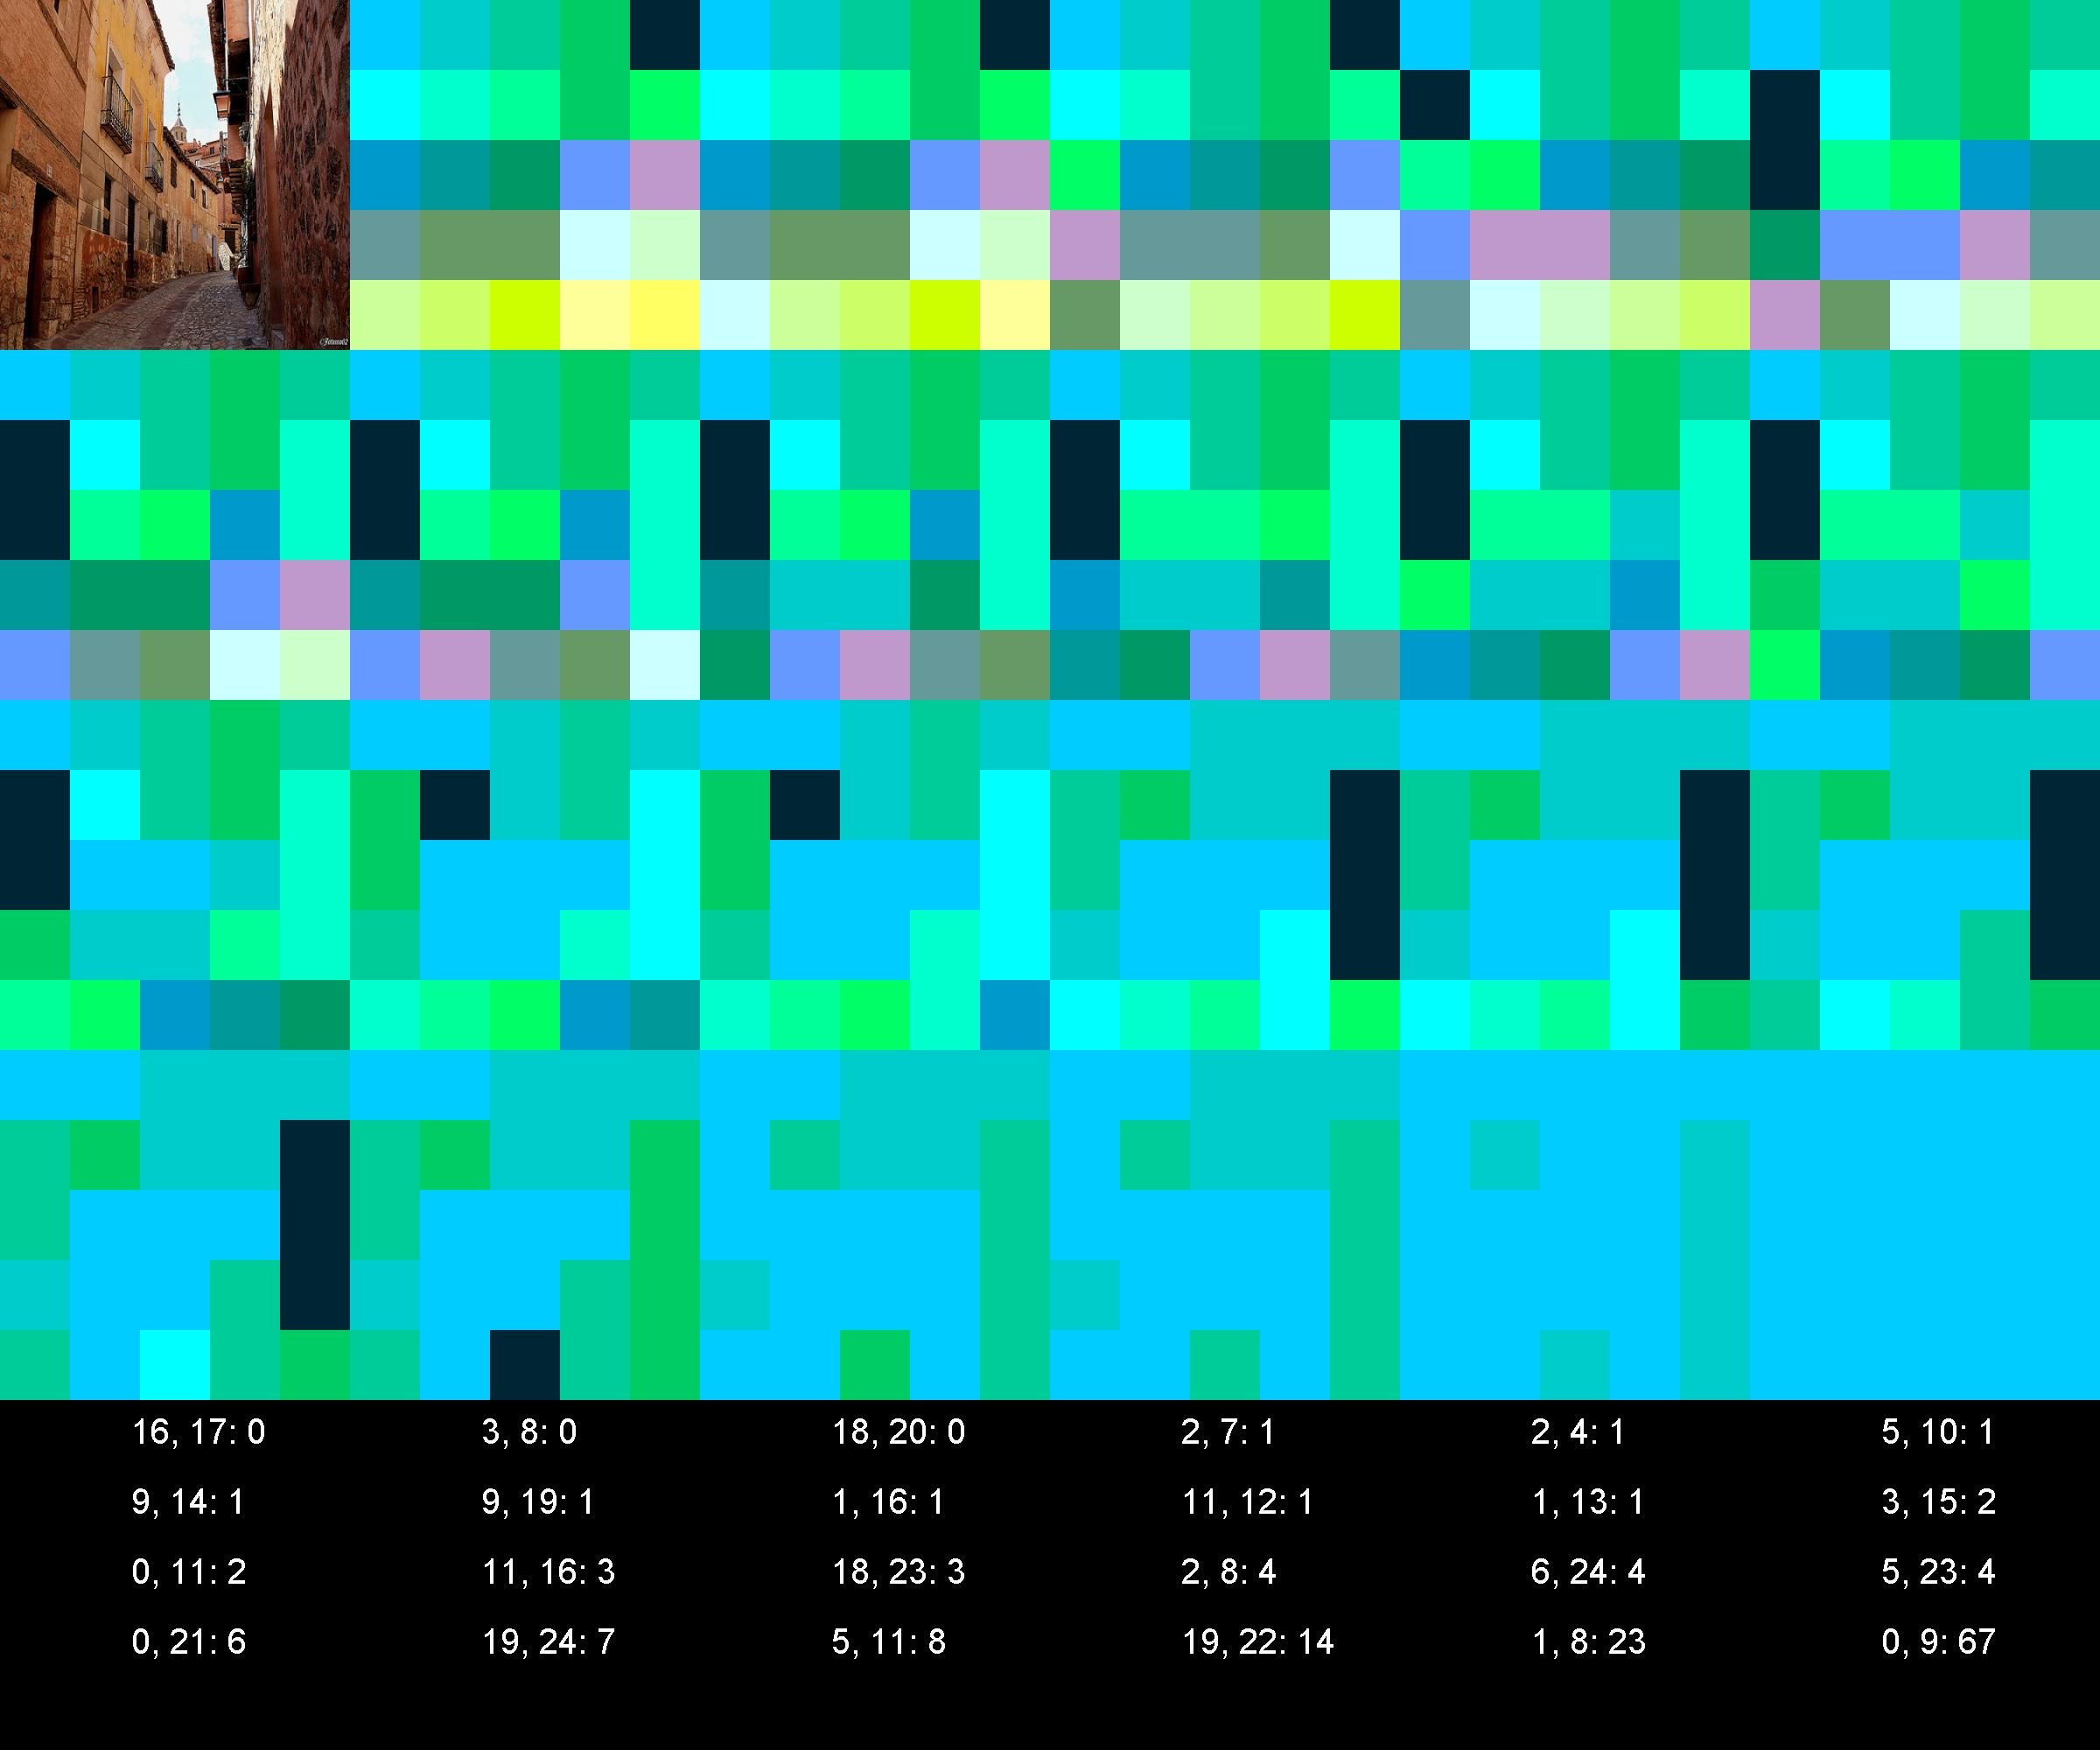 16, 17: 0 3, 8: 0 18, 20: 0 2, 7: 1 2, 4: 1 5, 10: 1
9, 14: 1 9, 19: 1 1, 16: 1 11, 12: 1 1, 13: 1 3, 15: 2
0, 11: 2 11, 16: 3 18, 23: 3 2, 8: 4 6, 24: 4 5, 23: 4
0, 21: 6 19, 24: 7 5, 11: 8 19, 22: 14 1, 8: 23 0, 9: 67